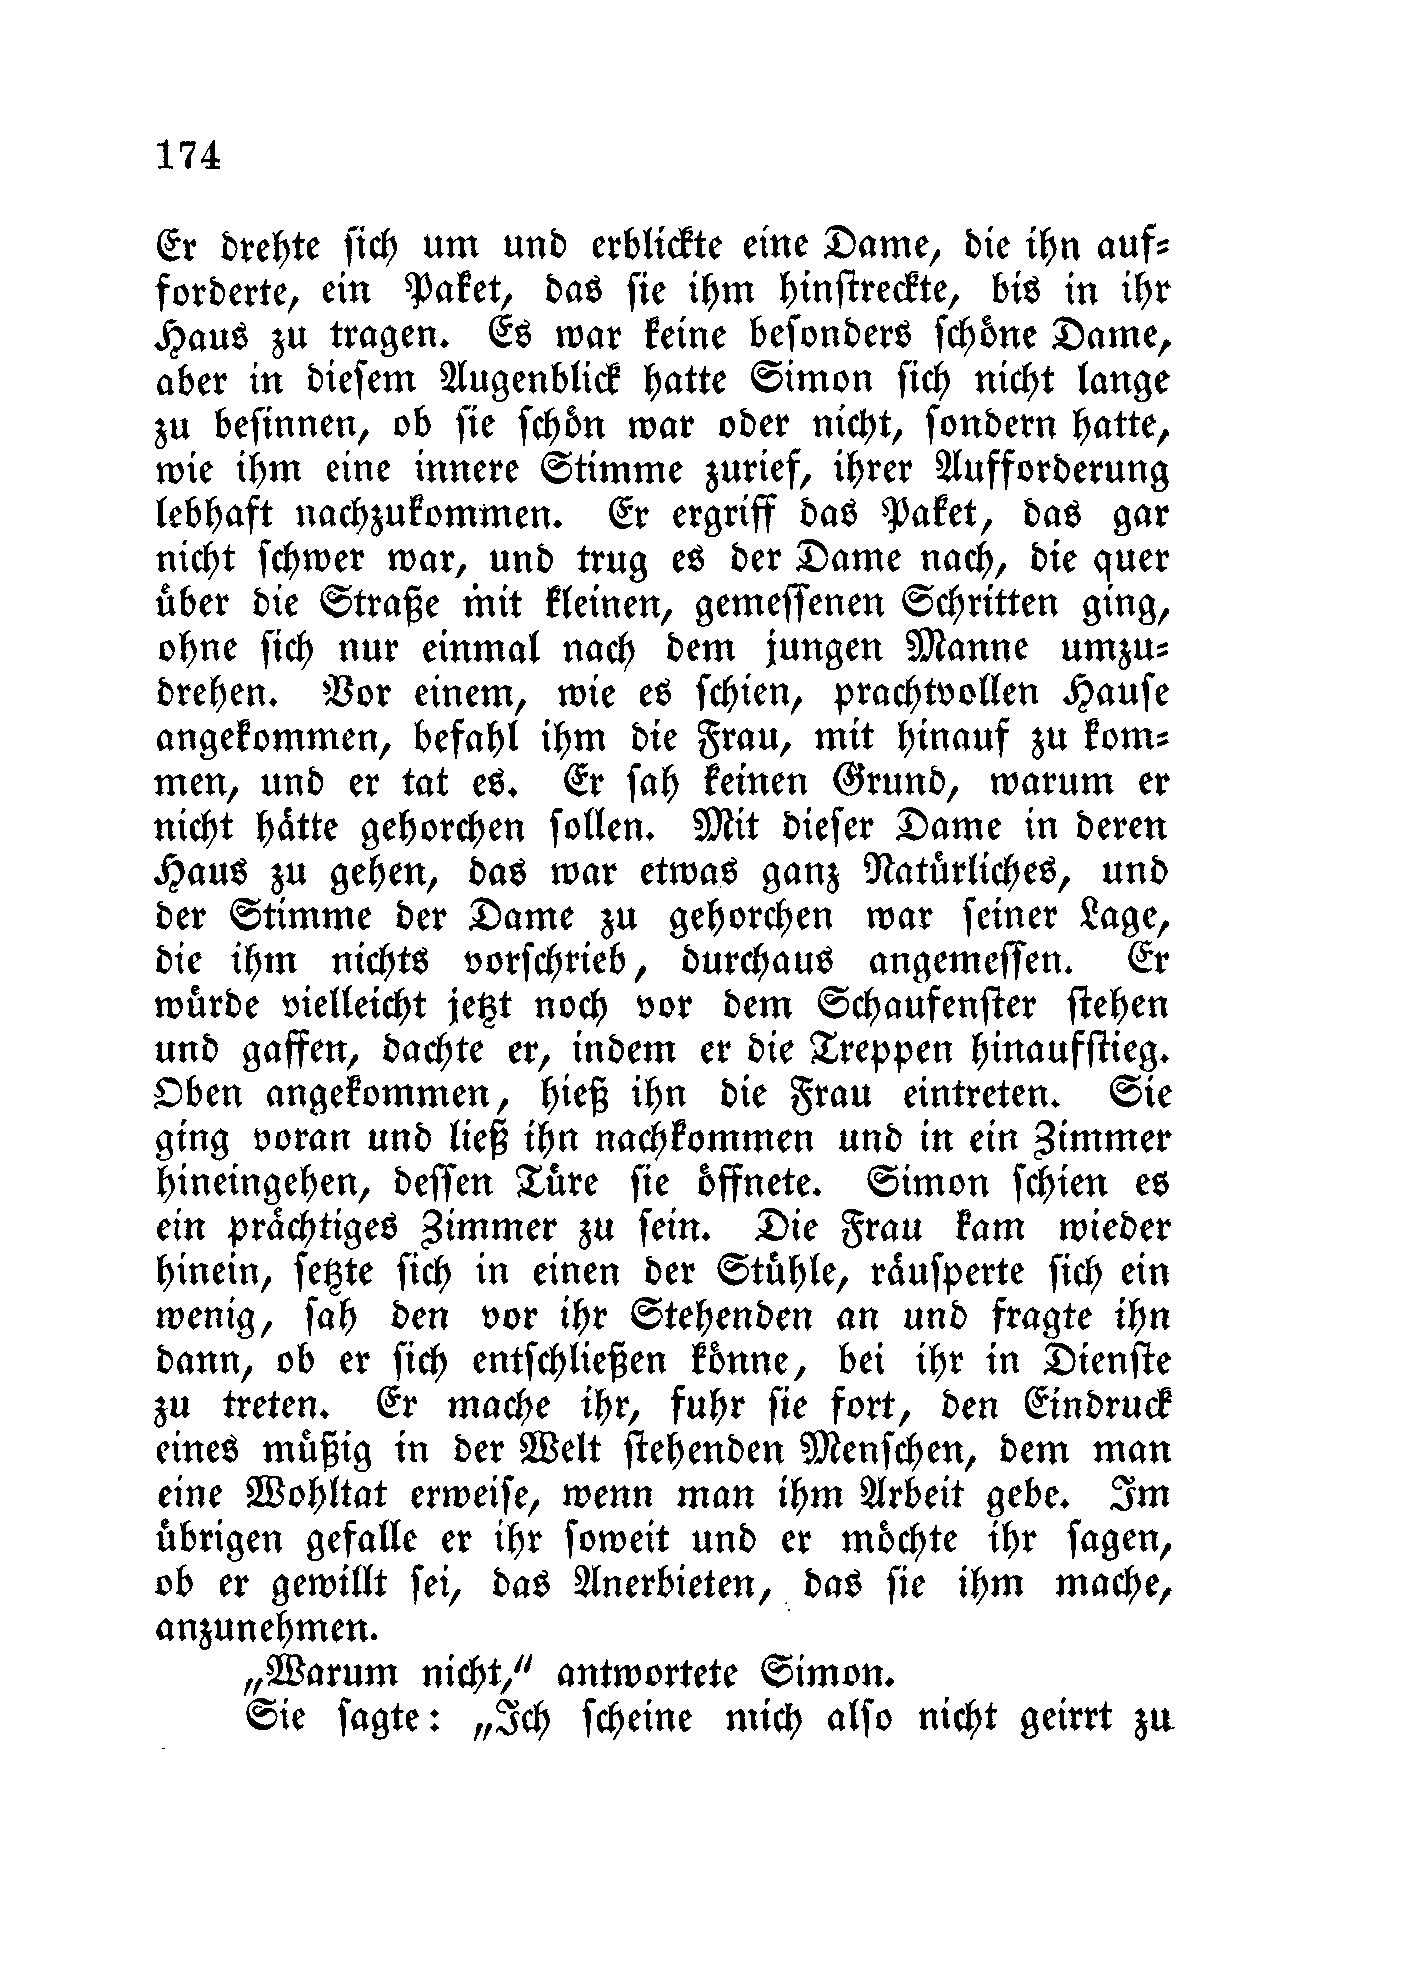 174
Er drehte sich um und erblickte eine Dame, die ihn auf-
forderte, ein Paket, das sie ihm hinstreckte, bis in ihr
Haus zu tragen. Es war keine besonders schöne Dame,
aber in diesem Augenblick hatte Simon sich nicht lange
zu besinnen, ob sie schön war oder nicht, sondern hatte,
wie ihm eine innere Stimme zurief, ihrer Aufforderung
lebhaft nachzukommen. Er ergriff das Paket, das gar
nicht schwer war, und trug es der Dame nach, die quer
über die Straße mit kleinen, gemessenen Schritten ging,
ohne sich nur einmal nach dem jungen Manne umzu-
drehen. Vor einem, wie es schien, prachtvollen Hause
angekommen, befahl ihm die Frau, mit hinauf zu kom-
men, und er tat es. Er sah keinen Grund, warum er
nicht hätte gehorchen sollen. Mit dieser Dame in deren
Haus zu gehen, das war etwas ganz Natürliches, und
der Stimme der Dame zu gehorchen war seiner Lage,
die ihm nichts vorschrieb, durchaus angemessen. Er
würde vielleicht jetzt noch vor dem Schaufenster stehen
und gaffen, dachte er, indem er die Treppen hinaufstieg.
Oben angekommen, hieß ihn die Frau eintreten. Sie
ging voran und ließ ihn nachkommen und in ein Zimmer
hineingehen, dessen Türe sie öffnete. Simon schien es
ein prächtiges Zimmer zu sein. Die Frau kam wieder
hinein, setzte sich in einen der Stühle, räusperte sich ein
wenig, sah den vor ihr Stehenden an und fragte ihn
dann, ob er sich entschließen könne, bei ihr in Dienste
zu treten. Er mache ihr, fuhr sie fort, den Eindruck
eines müßig in der Welt stehenden Menschen, dem man
eine Wohltat erweise, wenn man ihm Arbeit gebe. Im
übrigen gefalle er ihr soweit und er möchte ihr sagen,
ob er gewillt sei, das Anerbieten, das sie ihm mache,
anzunehmen.
„Warum nicht,“ antwortete Simon.
Sie sagte: „Ich scheine mich also nicht geirrt zu